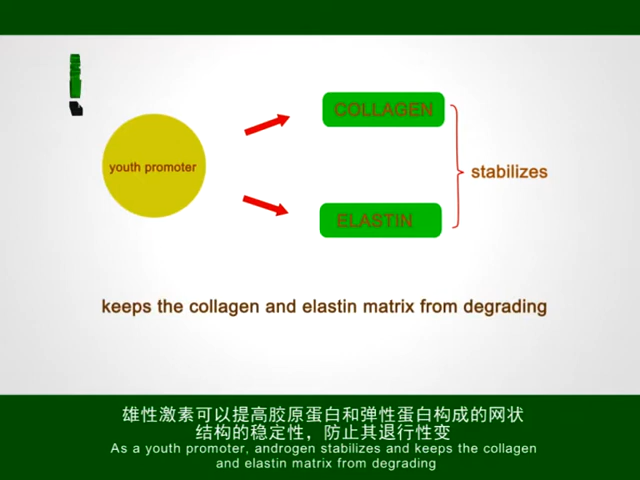 COLLAGEN
youth promoter
stabilizes
ELASTIN
keeps the collagen and elastin matrix from degrading
雄性激素可以提高胶原蛋白和弹性蛋白构成的网状
结构的稳定性，防止其退行性变
As a youth promoter, androgen stabilizes and keeps the collagen
and elastin matrix from degrading